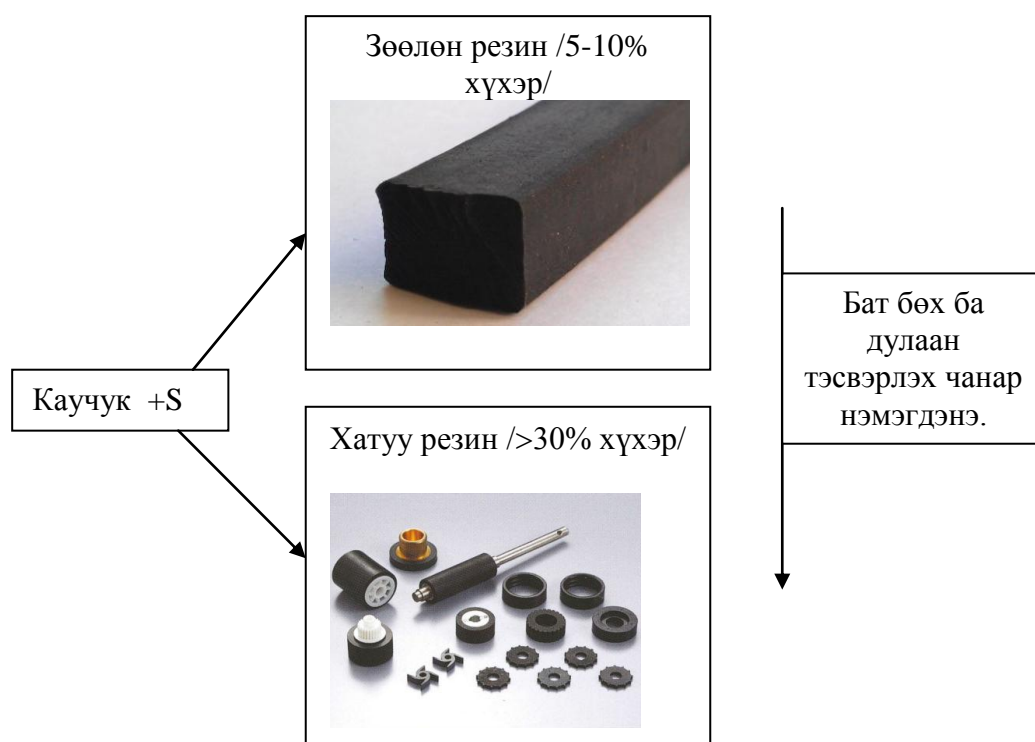 Зөөлөн резин /5-10%
хүхэр/
Каучук +S
Бат бөх ба
дулаан
тэсвэрлэх чанар
нэмэгдэнэ.
Хатуу резин />30% хүхэр/